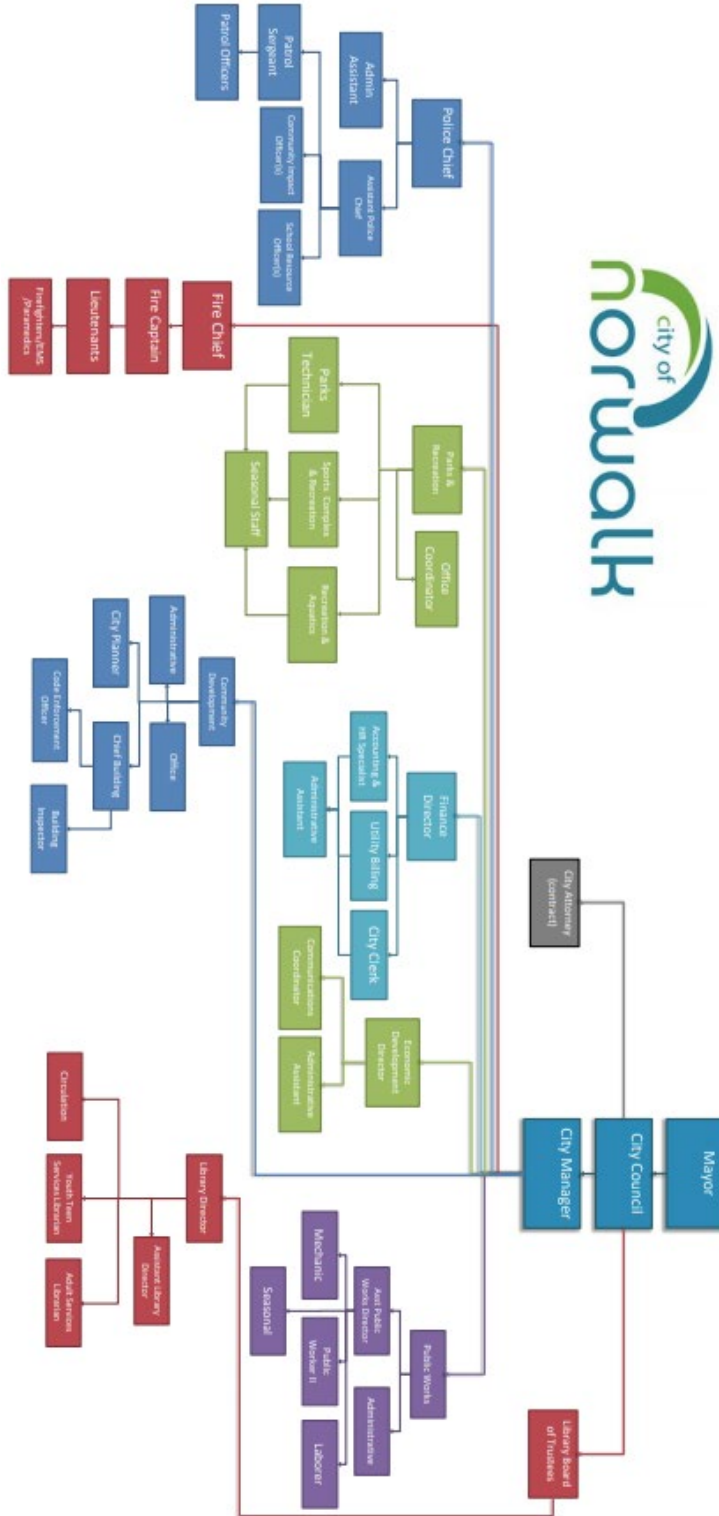 city of
norwalk
Mayor
City Council
City Attorney
(contract)
Library Board
of Trustees
City Manager
Police Chief
Admin
Assistant
Assistant Police
Chief
Patrol
Sergeant
Community Impact
Officer(s)
School Resource
Officer(s)
Patrol Officers
Fire Chief
Fire Captain
Lieutenants
Firefighters/EMS
/Paramedics
Parks &
Recreation
Office
Coordinator
Parks
Technician
Sports Complex
& Recreation
Recreation &
Aquatics
Seasonal Staff
Finance
Director
Accounting &
HR Specialist
Utility Billing
City Clerk
Administrative
Assistant
Economic
Development
Director
Communications
Coordinator
Administrative
Assistant
Community
Development
Administrative
Office
City Planner
Chief Building
Code Enforcement
Officer
Building
Inspector
Public Works
Asst Public
Works Director
Administrative
Mechanic
Public
Worker II
Laborer
Seasonal
Library Director
Assistant Library
Director
Circulation
Youth Teen
Services Librarian
Adult Services
Librarian